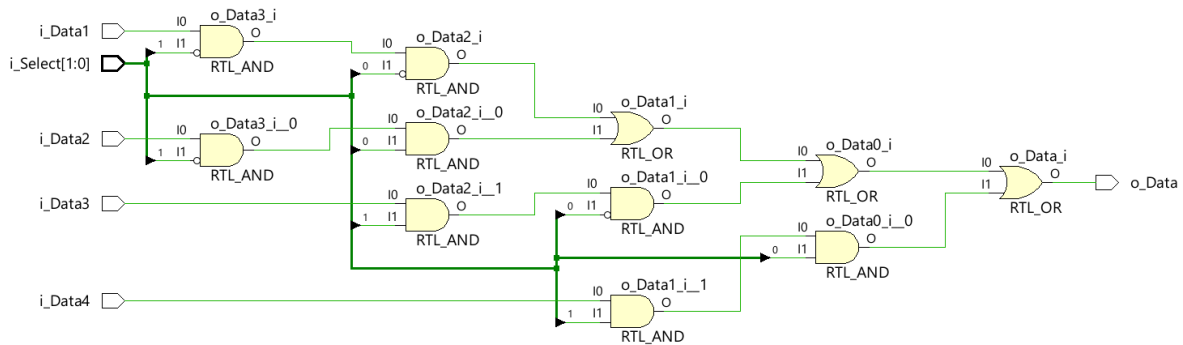 i_Data1
i_Select[1:0]
i_Data2
i_Data3
i_Data4
o_Data3_i
I0
1
I1
O
RTL_AND
o_Data3_i__0
I0
1
I1
O
RTL_AND
o_Data2_i
I0
0
I1
O
RTL_AND
o_Data2_i__0
I0
0
I1
O
RTL_AND
o_Data2_i__1
I0
1
I1
O
RTL_AND
o_Data1_i
I0
I1
O
RTL_OR
o_Data1_i__0
I0
0
I1
O
RTL_AND
o_Data1_i__1
I0
1
I1
O
RTL_AND
o_Data0_i
I0
I1
O
RTL_OR
o_Data0_i__0
I0
0
I1
O
RTL_AND
o_Data_i
I0
I1
O
RTL_OR
o_Data